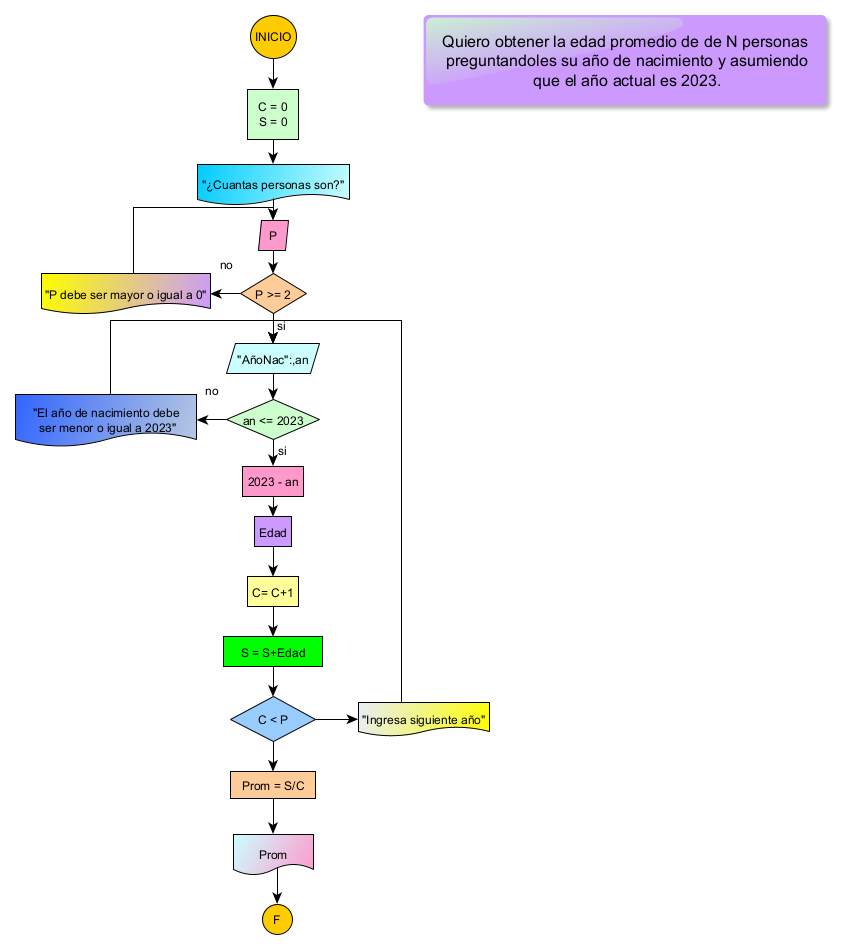 INICIO
Quiero obtener la edad promedio de de N personas
preguntandoles su año de nacimiento y asumiendo
que el año actual es 2023.
C = 0
S = 0
"¿Cuantas personas son?"
P
no
"P debe ser mayor o igual a 0"
P >= 2
si
"AñoNac":,an
no
"El año de nacimiento debe
ser menor o igual a 2023"
an <= 2023
si
2023 - an
Edad
C= C+1
S = S+Edad
C < P
"Ingresa siguiente año"
Prom = S/C
Prom
F